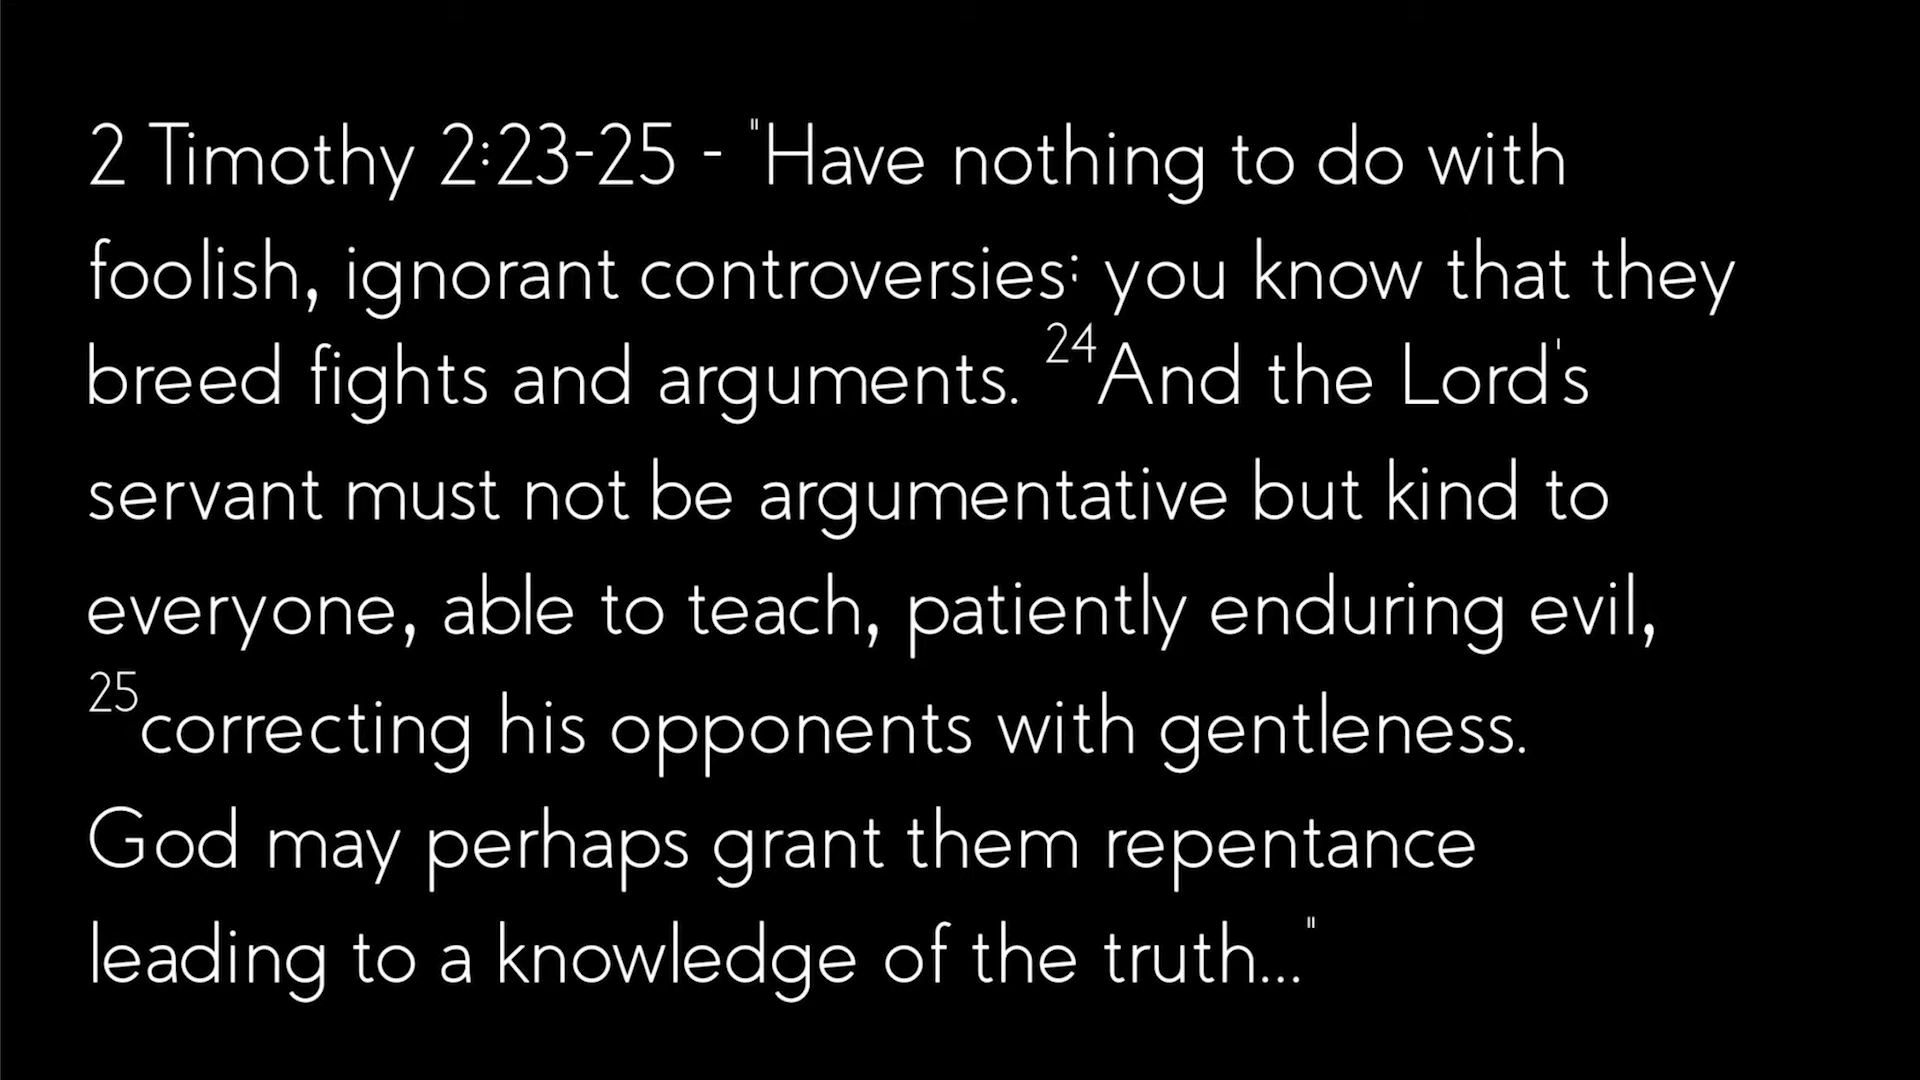 2 Timothy 2:23-25 - "Have nothing to do with
foolish, ignorant controversies; you know that they
breed fights and arguments. 24And the Lord's
servant must not be argumentative but kind to
everyone, able to teach, patiently enduring evil,
25correcting his opponents with gentleness.
God may perhaps grant them repentance
leading to a knowledge of the truth..."